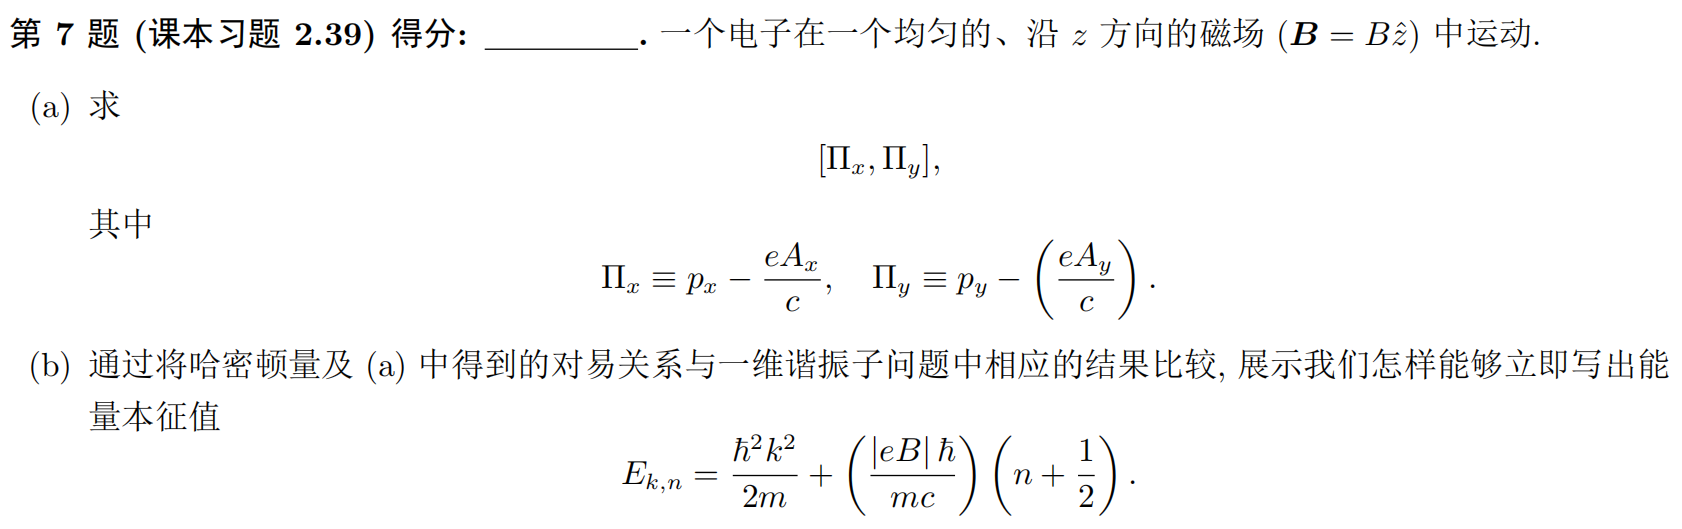 第 7 题 (课本习题 2.39) 得分: ________. 一个电子在一个均匀的、沿 z 方向的磁场 (B = Bẑ) 中运动.
(a) 求
[Πₓ, Π_y],
其中
Πₓ ≡ pₓ − eAₓ/c, Π_y ≡ p_y − (eA_y/c).
(b) 通过将哈密顿量及 (a) 中得到的对易关系与一维谐振子问题中相应的结果比较, 展示我们怎样能够立即写出能
量本征值
E_{k,n} = ħ²k²/2m + (|eB|ħ/mc)(n + 1/2).